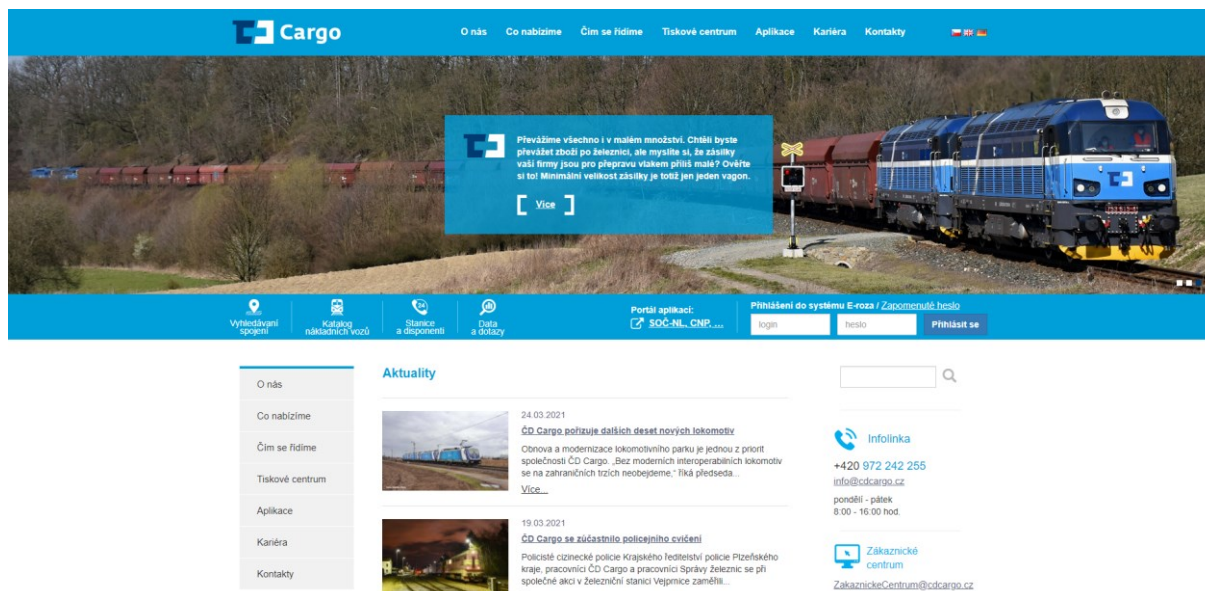 Cargo
O nás Co nabízíme Čím se řídíme Tiskové centrum Aplikace Kariéra Kontakty
Převážíme všechno i v malém množství. Chtěli byste
převážet zboží po železnici, ale myslíte si, že zásilky
vaší firmy jsou pro přepravu vlakem příliš malé? Ověřte
si to! Minimální velikost zásilky je totiž jen jeden vagon.
Více
Vyhledávaní
spojení
Katalog
nákladních vozů
Stanice
a disponenti
Data
a dotazy
Portál aplikací:
SOČ-NL, CNP, ...
Přihlášení do systému E-roza / Zapomenuté heslo
login heslo Přihlásit se
O nás
Co nabízíme
Čím se řídíme
Tiskové centrum
Aplikace
Kariéra
Kontakty
Aktuality
24.03.2021
ČD Cargo pořizuje dalších deset nových lokomotiv
Obnova a modernizace lokomotivního parku je jednou z priorit
společnosti ČD Cargo. „Bez moderních interoperabilních lokomotiv
se na zahraničních trzích neobejdeme,“ říká předseda...
Více...
19.03.2021
ČD Cargo se zúčastnilo policejního cvičení
Policisté cizinecké policie Krajského ředitelství policie Plzeňského
kraje, pracovníci ČD Cargo a pracovníci Správy železnic se při
společné akci v železniční stanici Vejprnice zaměřili...
Infolinka
+420 972 242 255
info@cdcargo.cz
pondělí - pátek
8:00 - 16:00 hod.
Zákaznické
centrum
ZakaznickeCentrum@cdcargo.cz